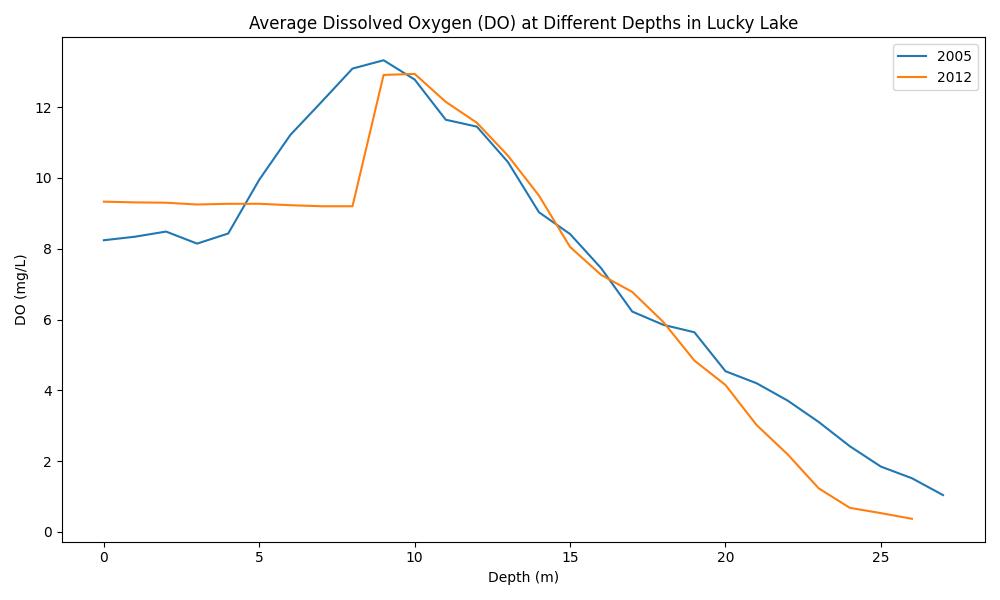 Average Dissolved Oxygen (DO) at Different Depths in Lucky Lake
2005
2012
DO (mg/L)
12
10
8
6
4
2
0
0 5 10 15 20 25
Depth (m)